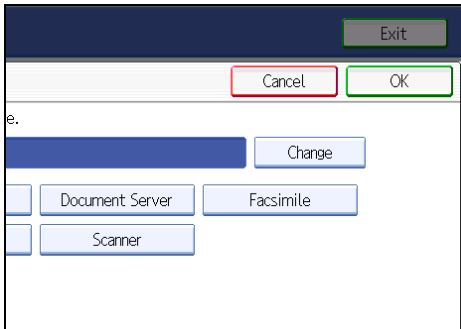 Exit
Cancel OK
e.
Change
Document Server Facsimile
Scanner